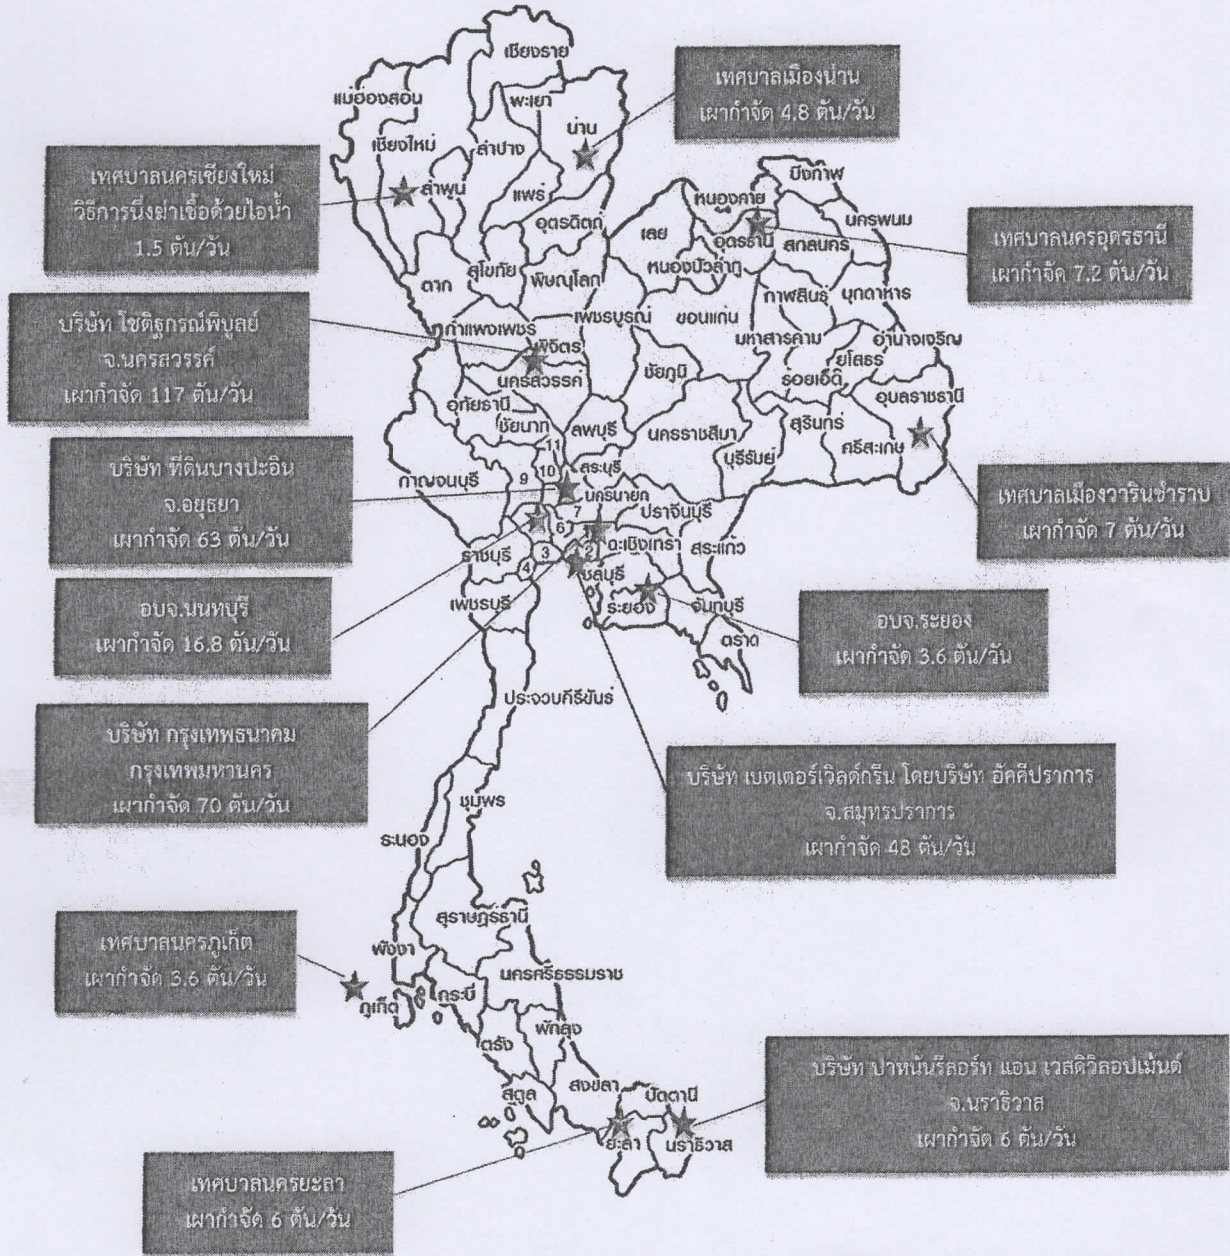 เชียงราย
เทศบาลเมืองน่าน
เผากำจัด 4.8 ตัน/วัน
แม่ฮ่องสอน
พะเยา
น่าน
เชียงใหม่
ลำปาง
เทศบาลนครเชียงใหม่
วิธีการนึ่งฆ่าเชื้อด้วยไอน้ำ
1.5 ตัน/วัน
ลำพูน
แพร่
อุตรดิตถ์
บึงกาฬ
หนองคาย
นครพนม
เลย
อุดรธานี
สกลนคร
เทศบาลนครอุดรธานี
เผากำจัด 7.2 ตัน/วัน
หนองบัวลำภู
ตาก
สุโขทัย
พิษณุโลก
กาฬสินธุ์
มุกดาหาร
บริษัท โชติฐกรณ์พิบูลย์
จ.นครสวรรค์
เผากำจัด 117 ตัน/วัน
กำแพงเพชร
พิจิตร
เพชรบูรณ์
ขอนแก่น
มหาสารคาม
อำนาจเจริญ
ยโสธร
ร้อยเอ็ด
นครสวรรค์
ชัยภูมิ
อุบลราชธานี
อุทัยธานี
ชัยนาท
ลพบุรี
นครราชสีมา
บุรีรัมย์
สุรินทร์
ศรีสะเกษ
บริษัท ที่ดินบางปะอิน
จ.อยุธยา
เผากำจัด 63 ตัน/วัน
กาญจนบุรี
11
10
9
สระบุรี
นครนายก
7
6
ปราจีนบุรี
เทศบาลเมืองวารินชำราบ
เผากำจัด 7 ตัน/วัน
ราชบุรี
3
4
2
ฉะเชิงเทรา
สระแก้ว
ชลบุรี
เพชรบุรี
ระยอง
จันทบุรี
ตราด
อบจ.นนทบุรี
เผากำจัด 16.8 ตัน/วัน
อบจ.ระยอง
เผากำจัด 3.6 ตัน/วัน
ประจวบคีรีขันธ์
บริษัท กรุงเทพธนาคม
กรุงเทพมหานคร
เผากำจัด 70 ตัน/วัน
บริษัท เบตเตอร์เวิลด์กรีน โดยบริษัท อัคคีปราการ
จ.สมุทรปราการ
เผากำจัด 48 ตัน/วัน
ชุมพร
ระนอง
สุราษฎร์ธานี
เทศบาลนครภูเก็ต
เผากำจัด 3.6 ตัน/วัน
พังงา
นครศรีธรรมราช
ภูเก็ต
กระบี่
ตรัง
พัทลุง
สตูล
สงขลา
ปัตตานี
ยะลา
นราธิวาส
บริษัท ปาหนันรีสอร์ท แอน เวสดิวิลอปเม้นต์
จ.นราธิวาส
เผากำจัด 6 ตัน/วัน
เทศบาลนครยะลา
เผากำจัด 6 ตัน/วัน